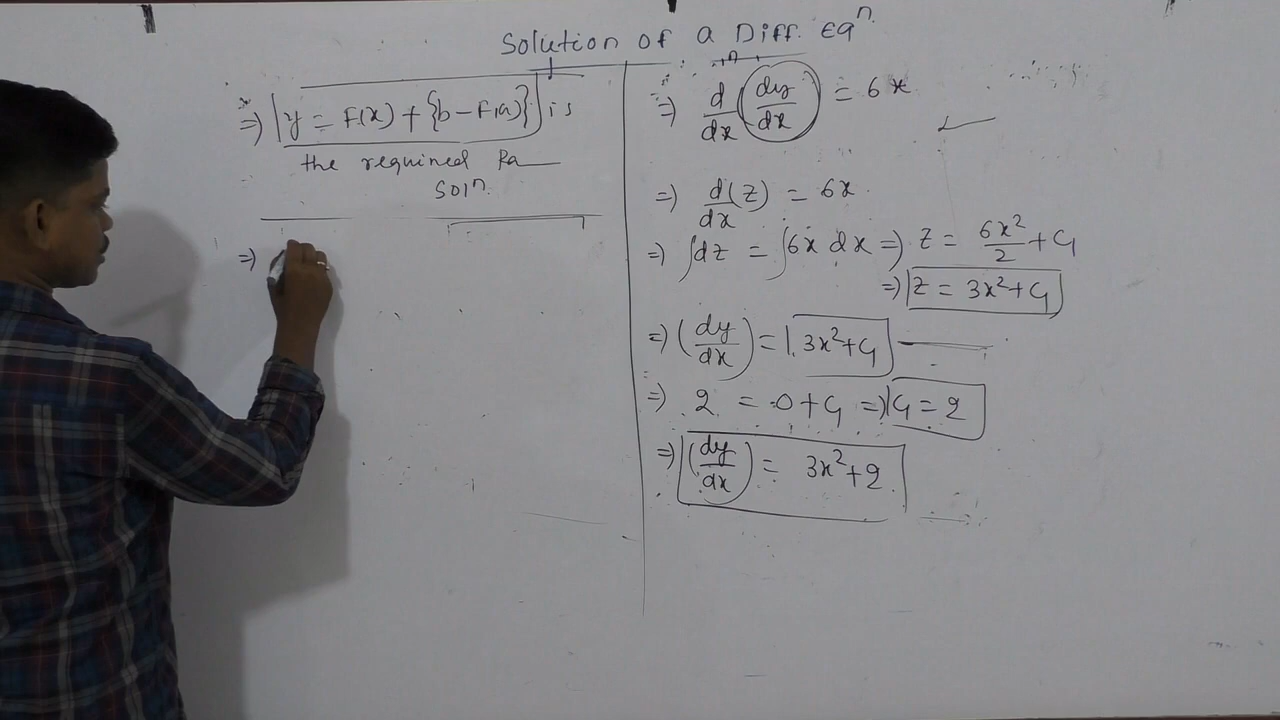 Solution of a Diff. Eqⁿ.
⇒ y = F(x) + {b - F(a)} is
the required Pa
Solⁿ.
⇒
⇒ d/dx (dy/dx) = 6x
⇒ d/dx (z) = 6x
⇒ ∫dz = ∫6x dx ⇒ z = 6x²/2 + C₁
⇒ z = 3x² + C₁
⇒ (dy/dx) = 3x² + C₁
⇒ 2 = 0 + C₁ ⇒ C₁ = 2
⇒ (dy/dx) = 3x² + 2